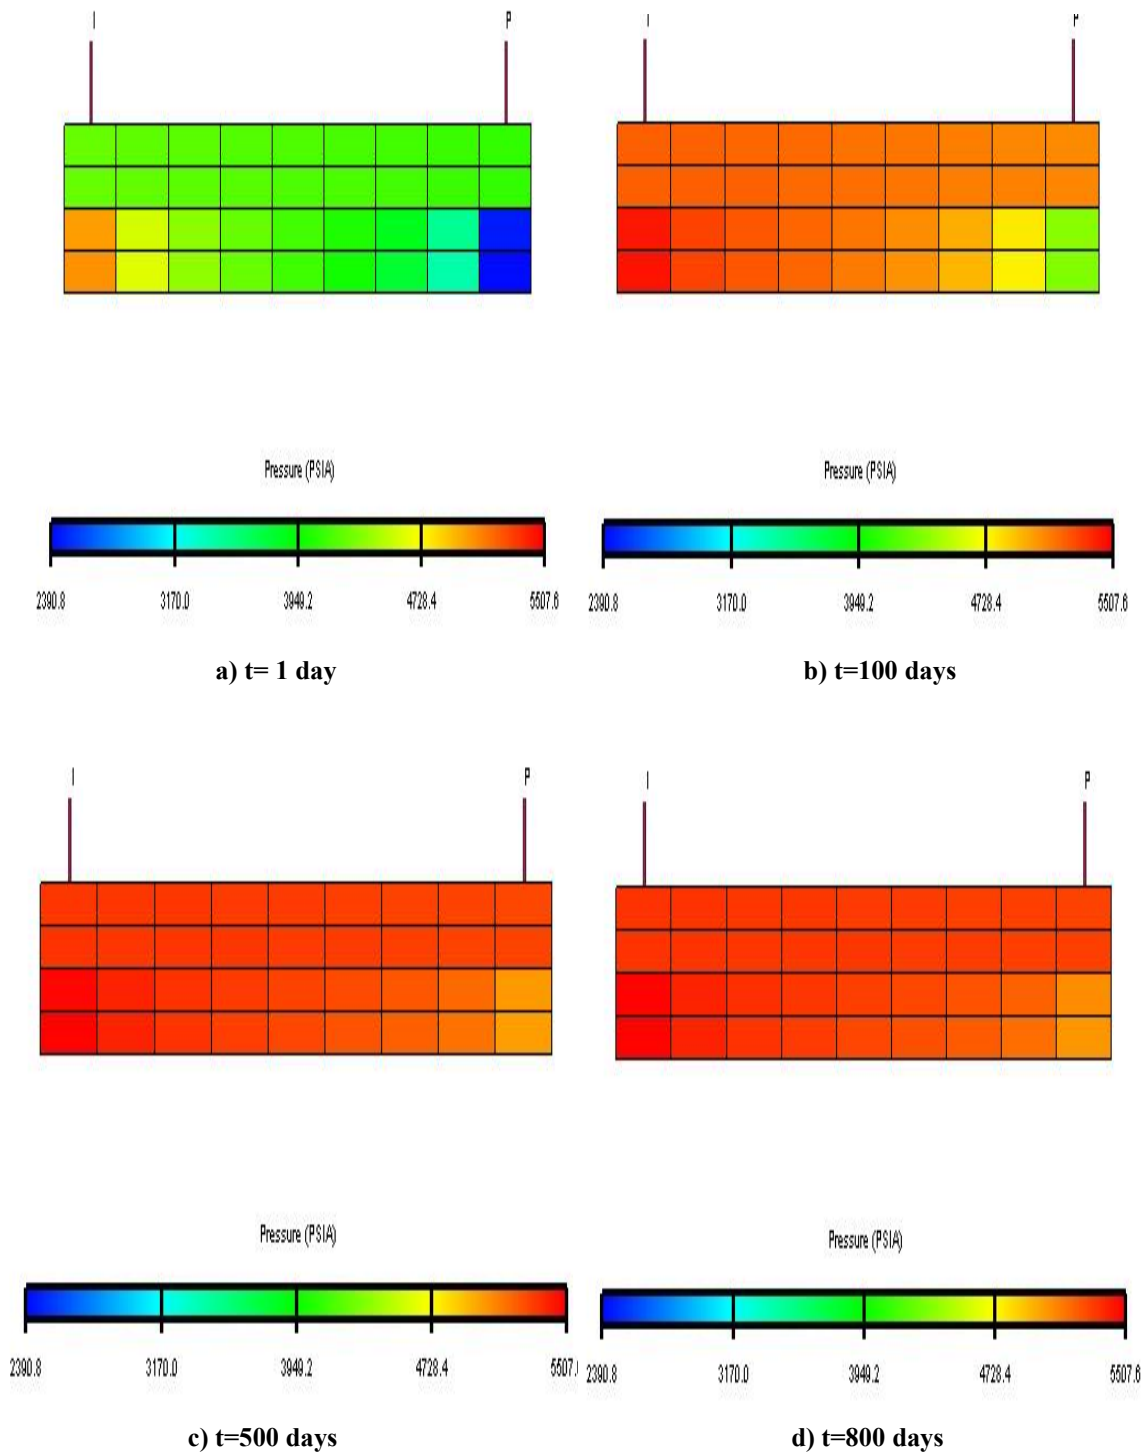 I P
I
Pressure (PSIA)
2390.8 3170.0 3949.2 4728.4 5507.6
a) t= 1 day
Pressure (PSIA)
2390.8 3170.0 3949.2 4728.4 5507.6
b) t=100 days
I P
Pressure (PSIA)
2390.8 3170.0 3949.2 4728.4 5507.
c) t=500 days
I P
Pressure (PSIA)
2390.8 3170.0 3949.2 4728.4 5507.6
d) t=800 days